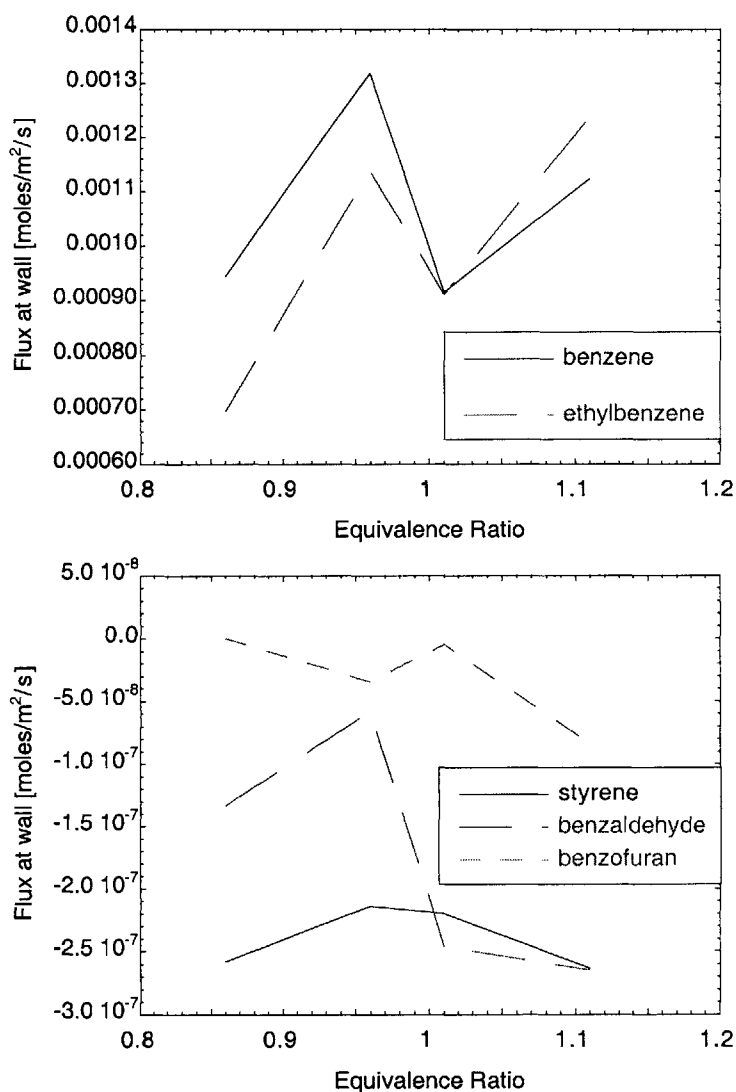 0.0014
0.0013
0.0012
0.0011
0.0010
0.00090
0.00080
0.00070
0.00060
Flux at wall [moles/m²/s]
benzene
ethylbenzene
0.8 0.9 1 1.1 1.2
Equivalence Ratio
5.0 10⁻⁸
0.0
-5.0 10⁻⁸
-1.0 10⁻⁷
-1.5 10⁻⁷
-2.0 10⁻⁷
-2.5 10⁻⁷
-3.0 10⁻⁷
Flux at wall [moles/m²/s]
styrene
benzaldehyde
benzofuran
0.8 0.9 1 1.1 1.2
Equivalence Ratio